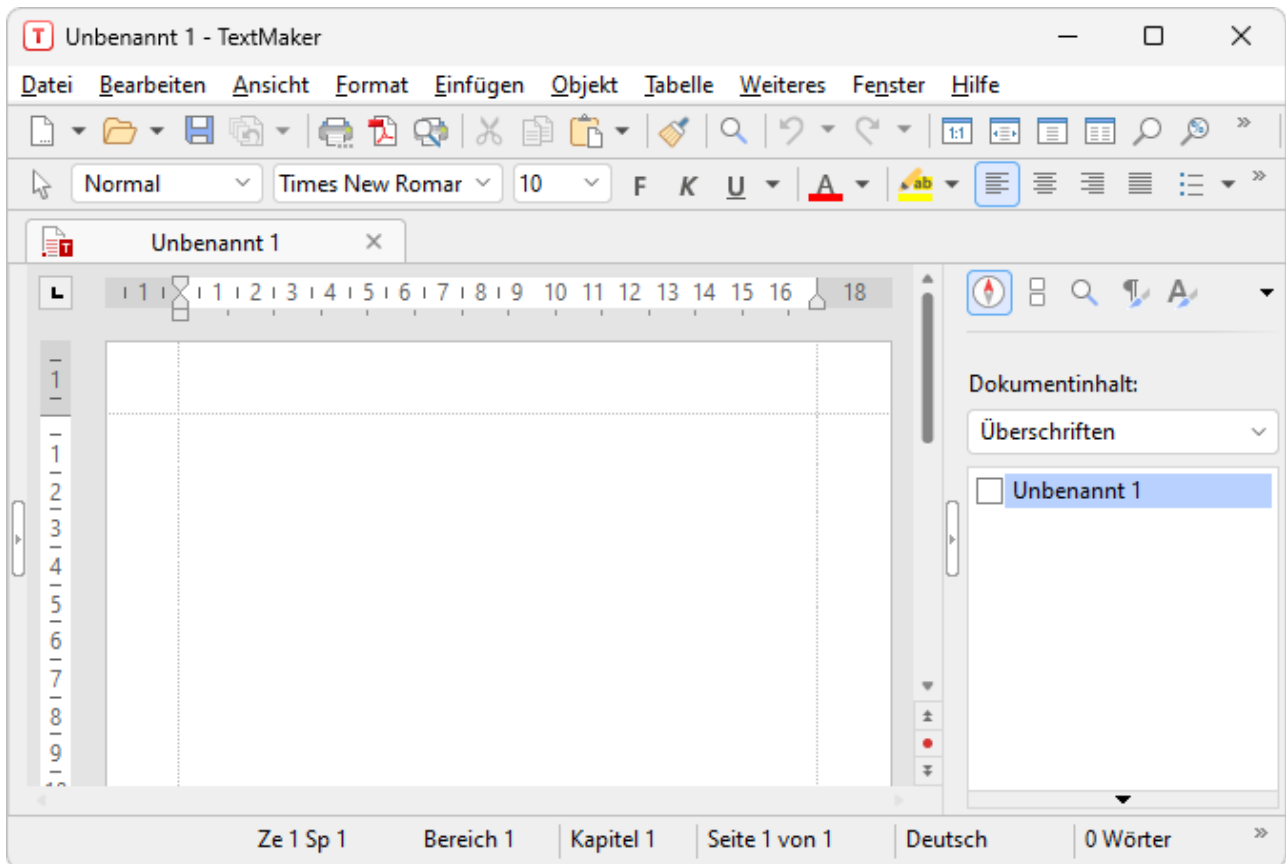 Unbenannt 1 - TextMaker
Datei Bearbeiten Ansicht Format Einfügen Objekt Tabelle Weiteres Fenster Hilfe
1:1
Normal Times New Romar 10 F K U A ab
Unbenannt 1
1 1 2 3 4 5 6 7 8 9 10 11 12 13 14 15 16 18
1
Dokumentinhalt:
Überschriften
Unbenannt 1
1
2
3
4
5
6
7
8
9
Ze 1 Sp 1 Bereich 1 Kapitel 1 Seite 1 von 1 Deutsch 0 Wörter